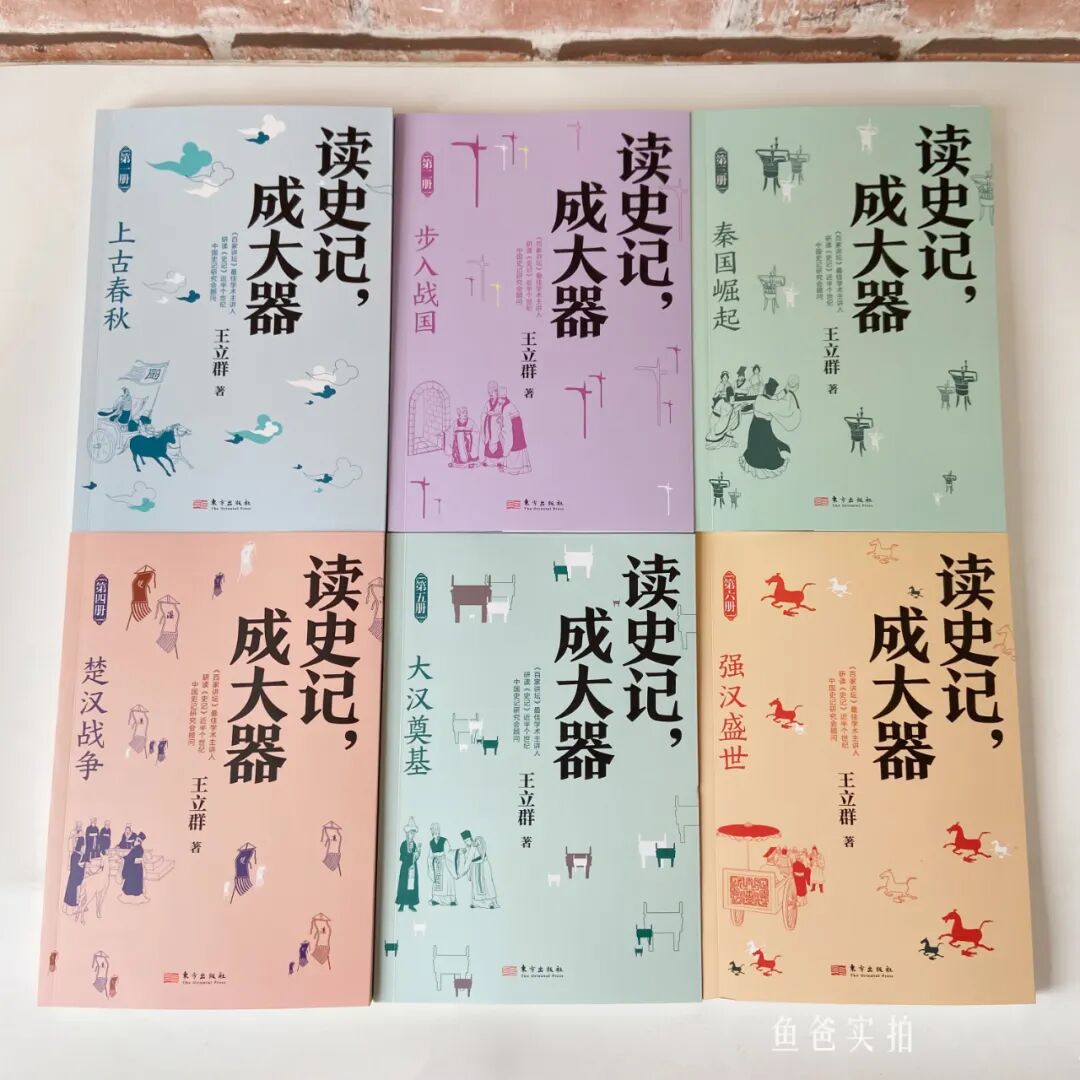 读史记,
成大器
第一册
上古春秋
《百家讲坛》最佳学术主讲人
研读《史记》近半个世纪
中国史记研究会顾问
王立群 著
東方出版社
The Oriental Press
读史记,
成大器
第二册
步入战国
《百家讲坛》最佳学术主讲人
研读《史记》近半个世纪
中国史记研究会顾问
王立群 著
東方出版社
The Oriental Press
读史记,
成大器
第三册
秦国崛起
《百家讲坛》最佳学术主讲人
研读《史记》近半个世纪
中国史记研究会顾问
王立群 著
東方出版社
The Oriental Press
读史记,
成大器
第四册
楚汉战争
《百家讲坛》最佳学术主讲人
研读《史记》近半个世纪
中国史记研究会顾问
王立群 著
東方出版社
The Oriental Press
读史记,
成大器
第五册
大汉奠基
《百家讲坛》最佳学术主讲人
研读《史记》近半个世纪
中国史记研究会顾问
王立群 著
東方出版社
The Oriental Press
读史记,
成大器
第六册
强汉盛世
《百家讲坛》最佳学术主讲人
研读《史记》近半个世纪
中国史记研究会顾问
王立群 著
東方出版社
The Oriental Press
鱼爸实拍